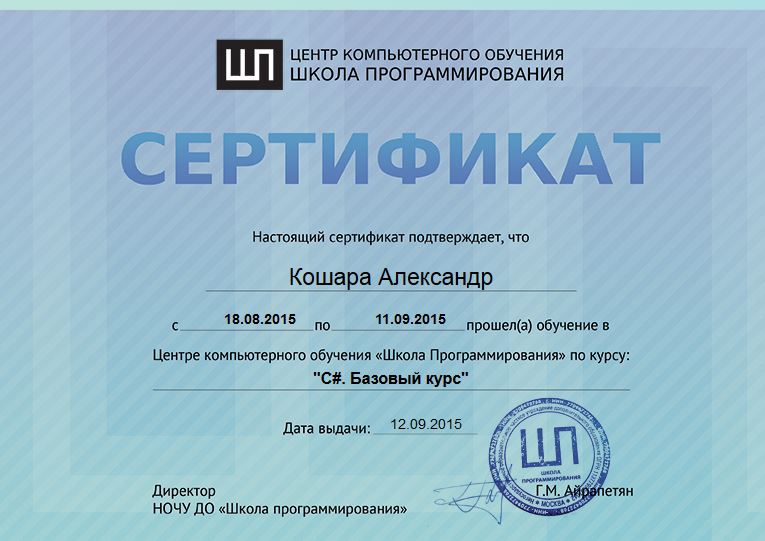 ШП ЦЕНТР КОМПЬЮТЕРНОГО ОБУЧЕНИЯ
ШКОЛА ПРОГРАММИРОВАНИЯ
СЕРТИФИКАТ
Настоящий сертификат подтверждает, что
Кошара Александр
с 18.08.2015 по 11.09.2015 прошел(а) обучение в
Центре компьютерного обучения «Школа Программирования» по курсу:
"C#. Базовый курс"
Дата выдачи: 12.09.2015
ШП
ШКОЛА
ПРОГРАММИРОВАНИЯ
МОСКВА
Директор Г.М. Айрапетян
НОЧУ ДО «Школа программирования»